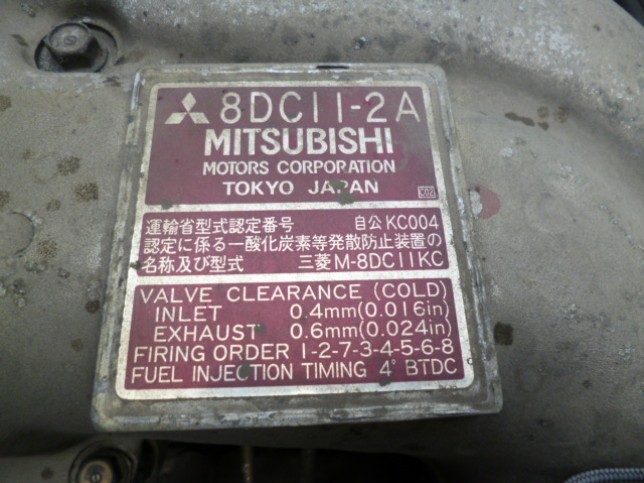 8DC11-2A
MITSUBISHI
MOTORS CORPORATION
TOKYO JAPAN
運輸省型式認定番号 自公KC004
認定に係る一酸化炭素等発散防止装置の
名称及び型式 三菱M-8DC11KC
VALVE CLEARANCE (COLD)
INLET 0.4mm(0.016in)
EXHAUST 0.6mm(0.024in)
FIRING ORDER 1-2-7-3-4-5-6-8
FUEL INJECTION TIMING 4° BTDC